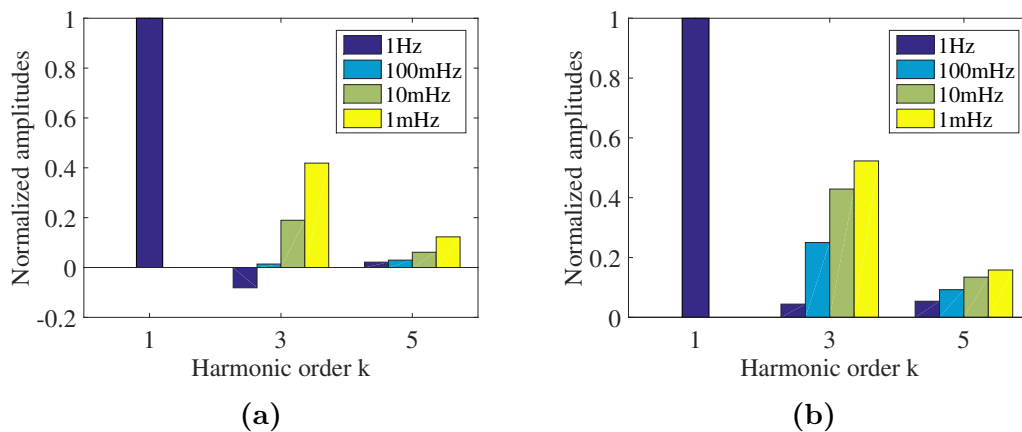 Normalized amplitudes
1
0.8
0.6
0.4
0.2
0
-0.2
1Hz
100mHz
10mHz
1mHz
1 3 5
Harmonic order k
(a)
Normalized amplitudes
1
0.8
0.6
0.4
0.2
0
1Hz
100mHz
10mHz
1mHz
1 3 5
Harmonic order k
(b)